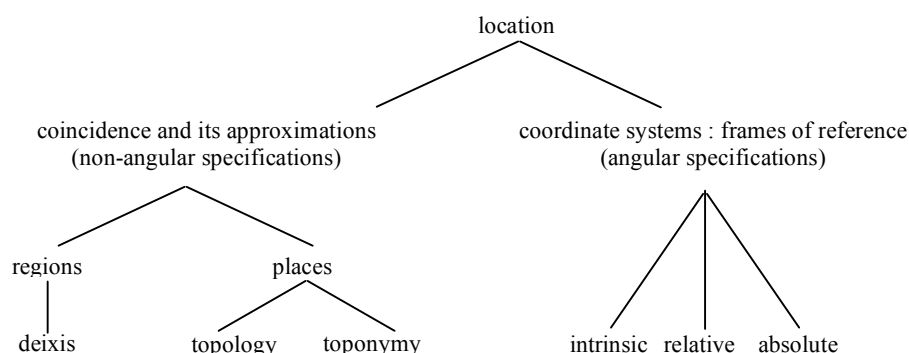 location
coincidence and its approximations
(non-angular specifications)
coordinate systems : frames of reference
(angular specifications)
regions
places
deixis
topology
toponymy
intrinsic
relative
absolute